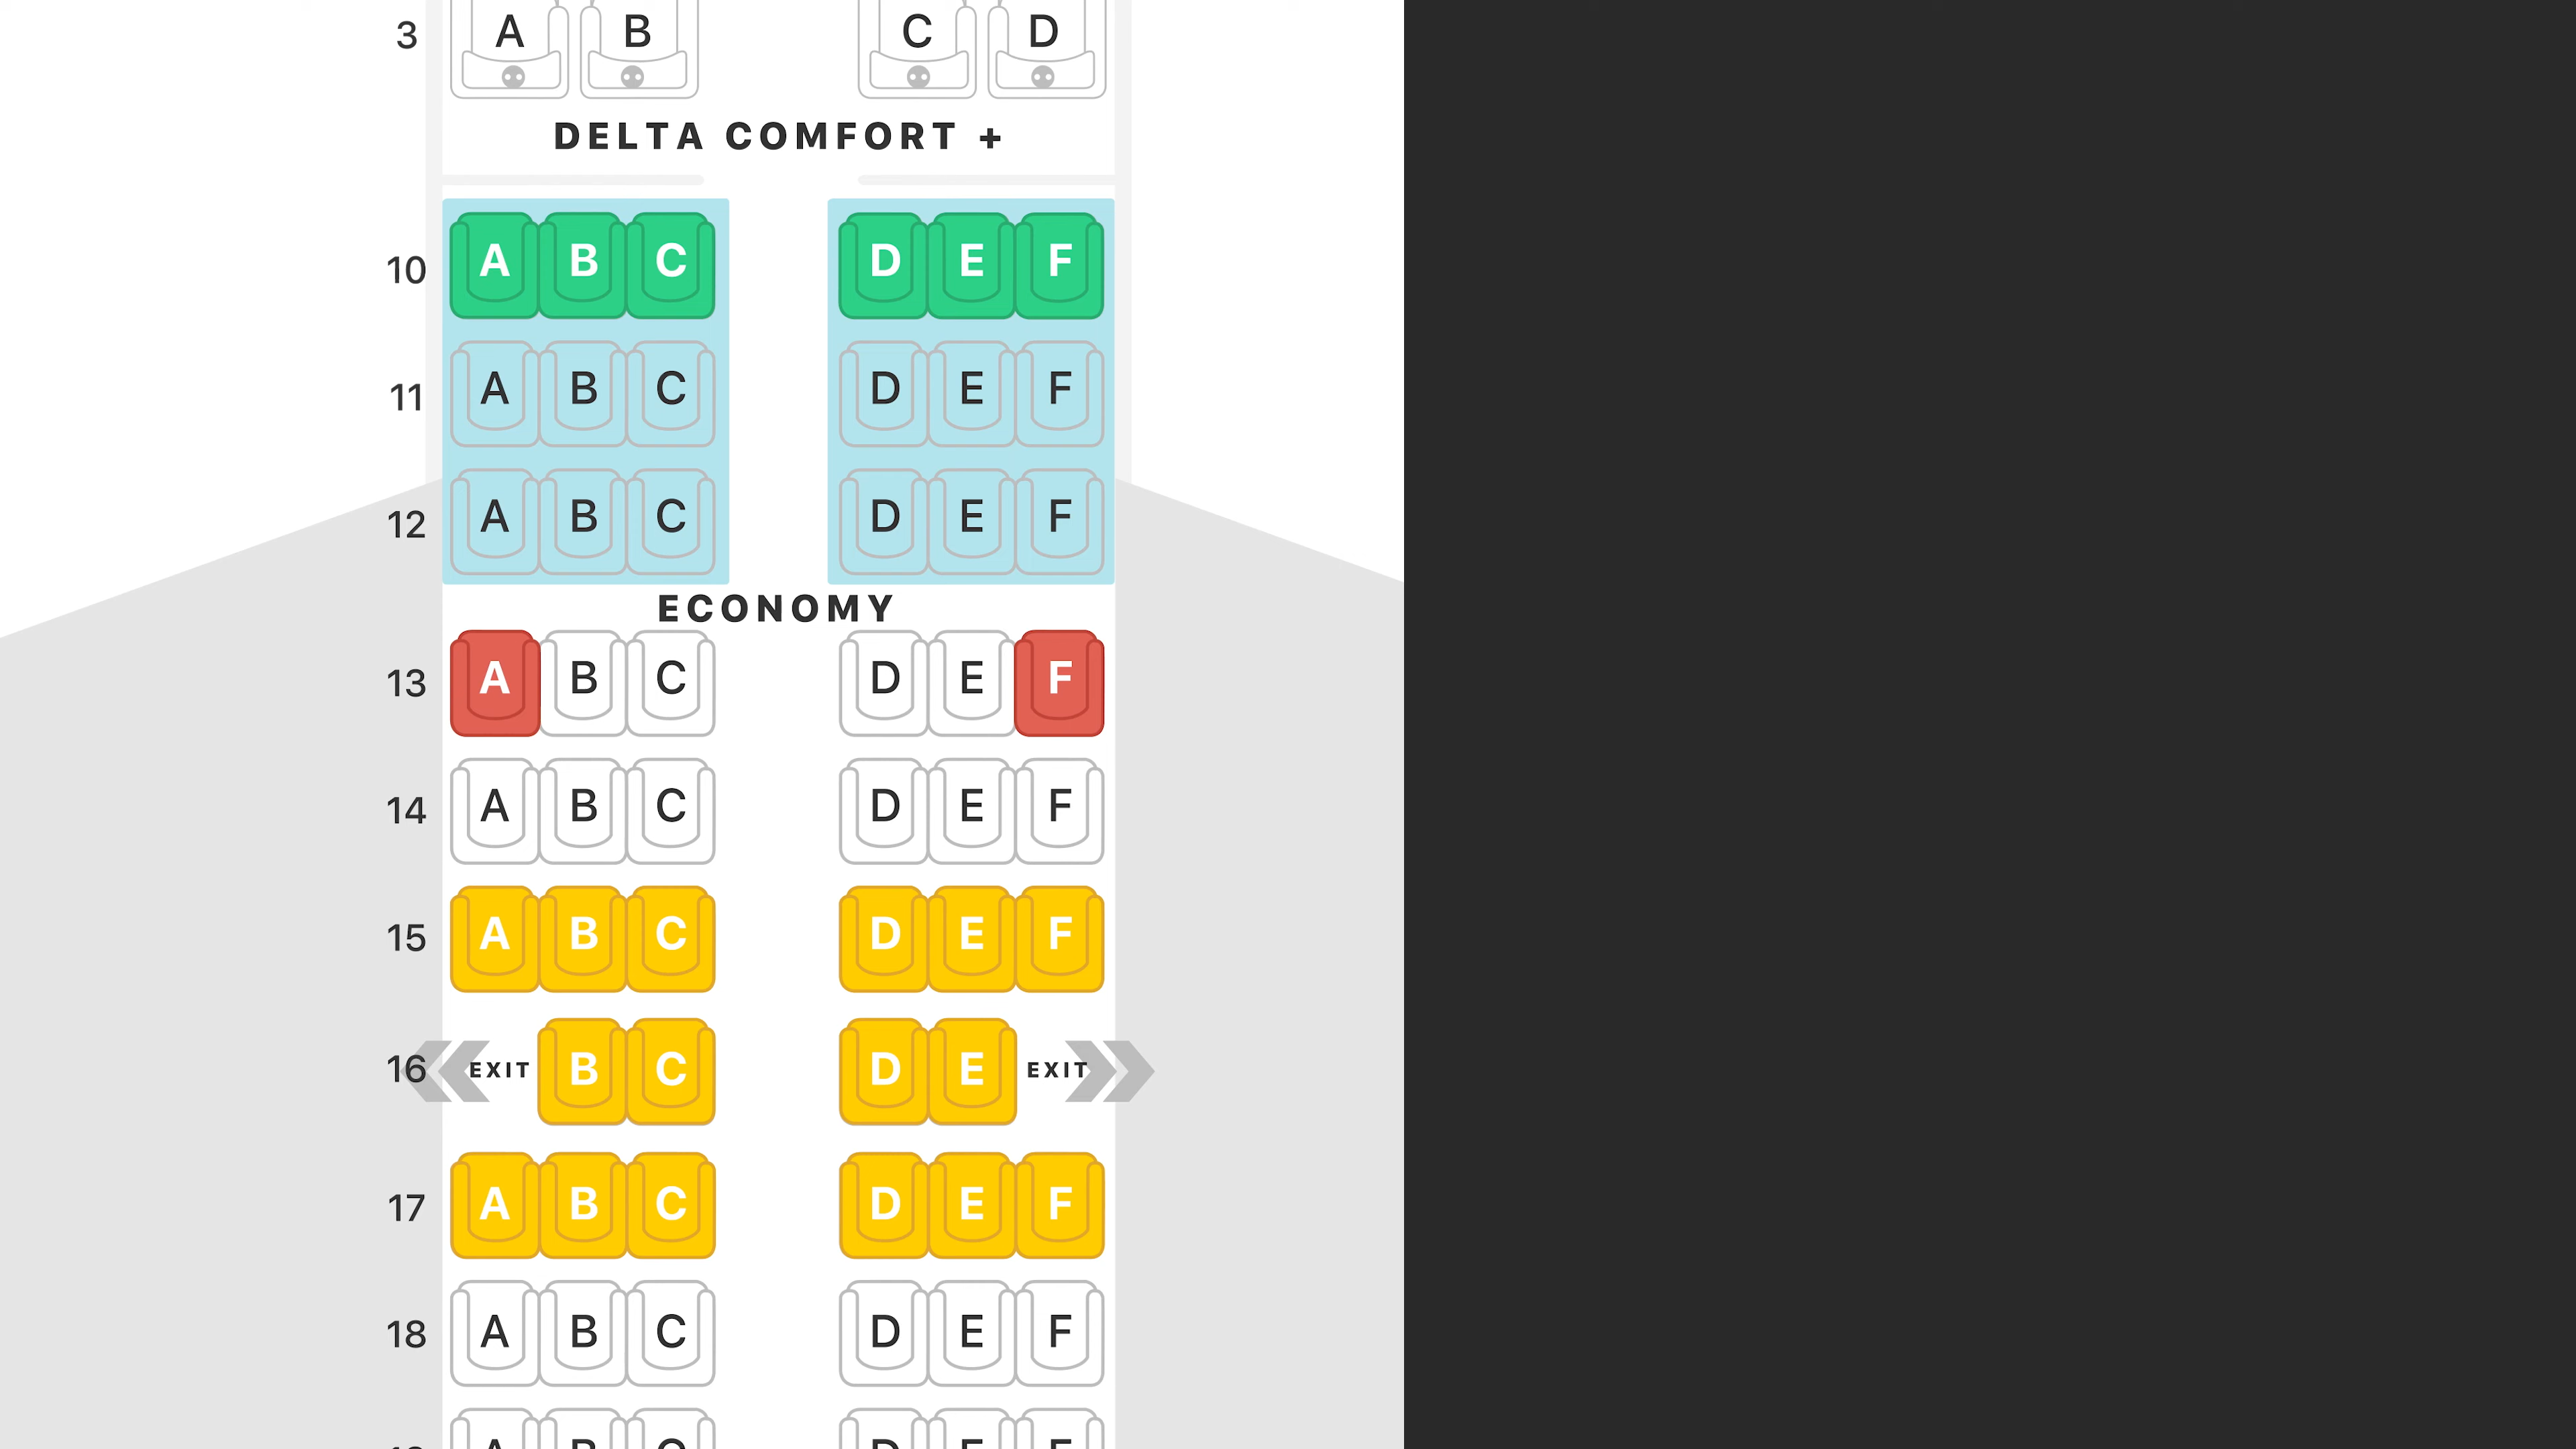 3 A B C D
DELTA COMFORT +
10 A B C D E F
11 A B C D E F
12 A B C D E F
ECONOMY
13 A B C D E F
14 A B C D E F
15 A B C D E F
16 EXIT B C D E EXIT
17 A B C D E F
18 A B C D E F